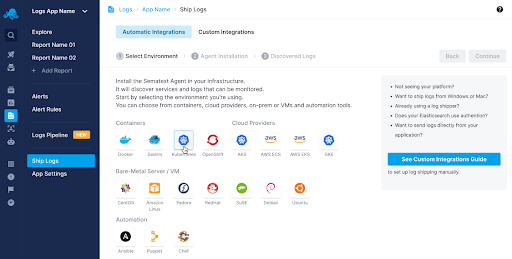 Logs App Name
Logs > App Name > Ship Logs
Explore
Report Name 01
Report Name 02
+ Add Report
Alerts
Alert Rules
Logs Pipeline NEW
Ship Logs
App Settings
Automatic Integrations Custom Integrations
1 Select Environment > 2 Agent Installation > 3 Discovered Logs
Back Continue
Install the Sematext Agent in your infrastructure.
It will discover services and logs that can be monitored.
Start by selecting the environment you're using.
You can choose from containers, cloud providers, on-prem or VMs and automation tools.
Containers Cloud Providers
Docker Swarm Kubernetes OpenShift AKS AWS ECS AWS EKS GKE
Bare-Metal Server / VM
CentOS Amazon Linux Fedora RedHat SuSE Debian Ubuntu
Automation
Ansible Puppet Chef
• Not seeing your platform?
• Want to ship logs from Windows or Mac?
• Already using a log shipper?
• Does your Elasticsearch use authention?
• Want to send logs directly from your
application?
See Custom Integrations Guide
to set up log shipping manually.